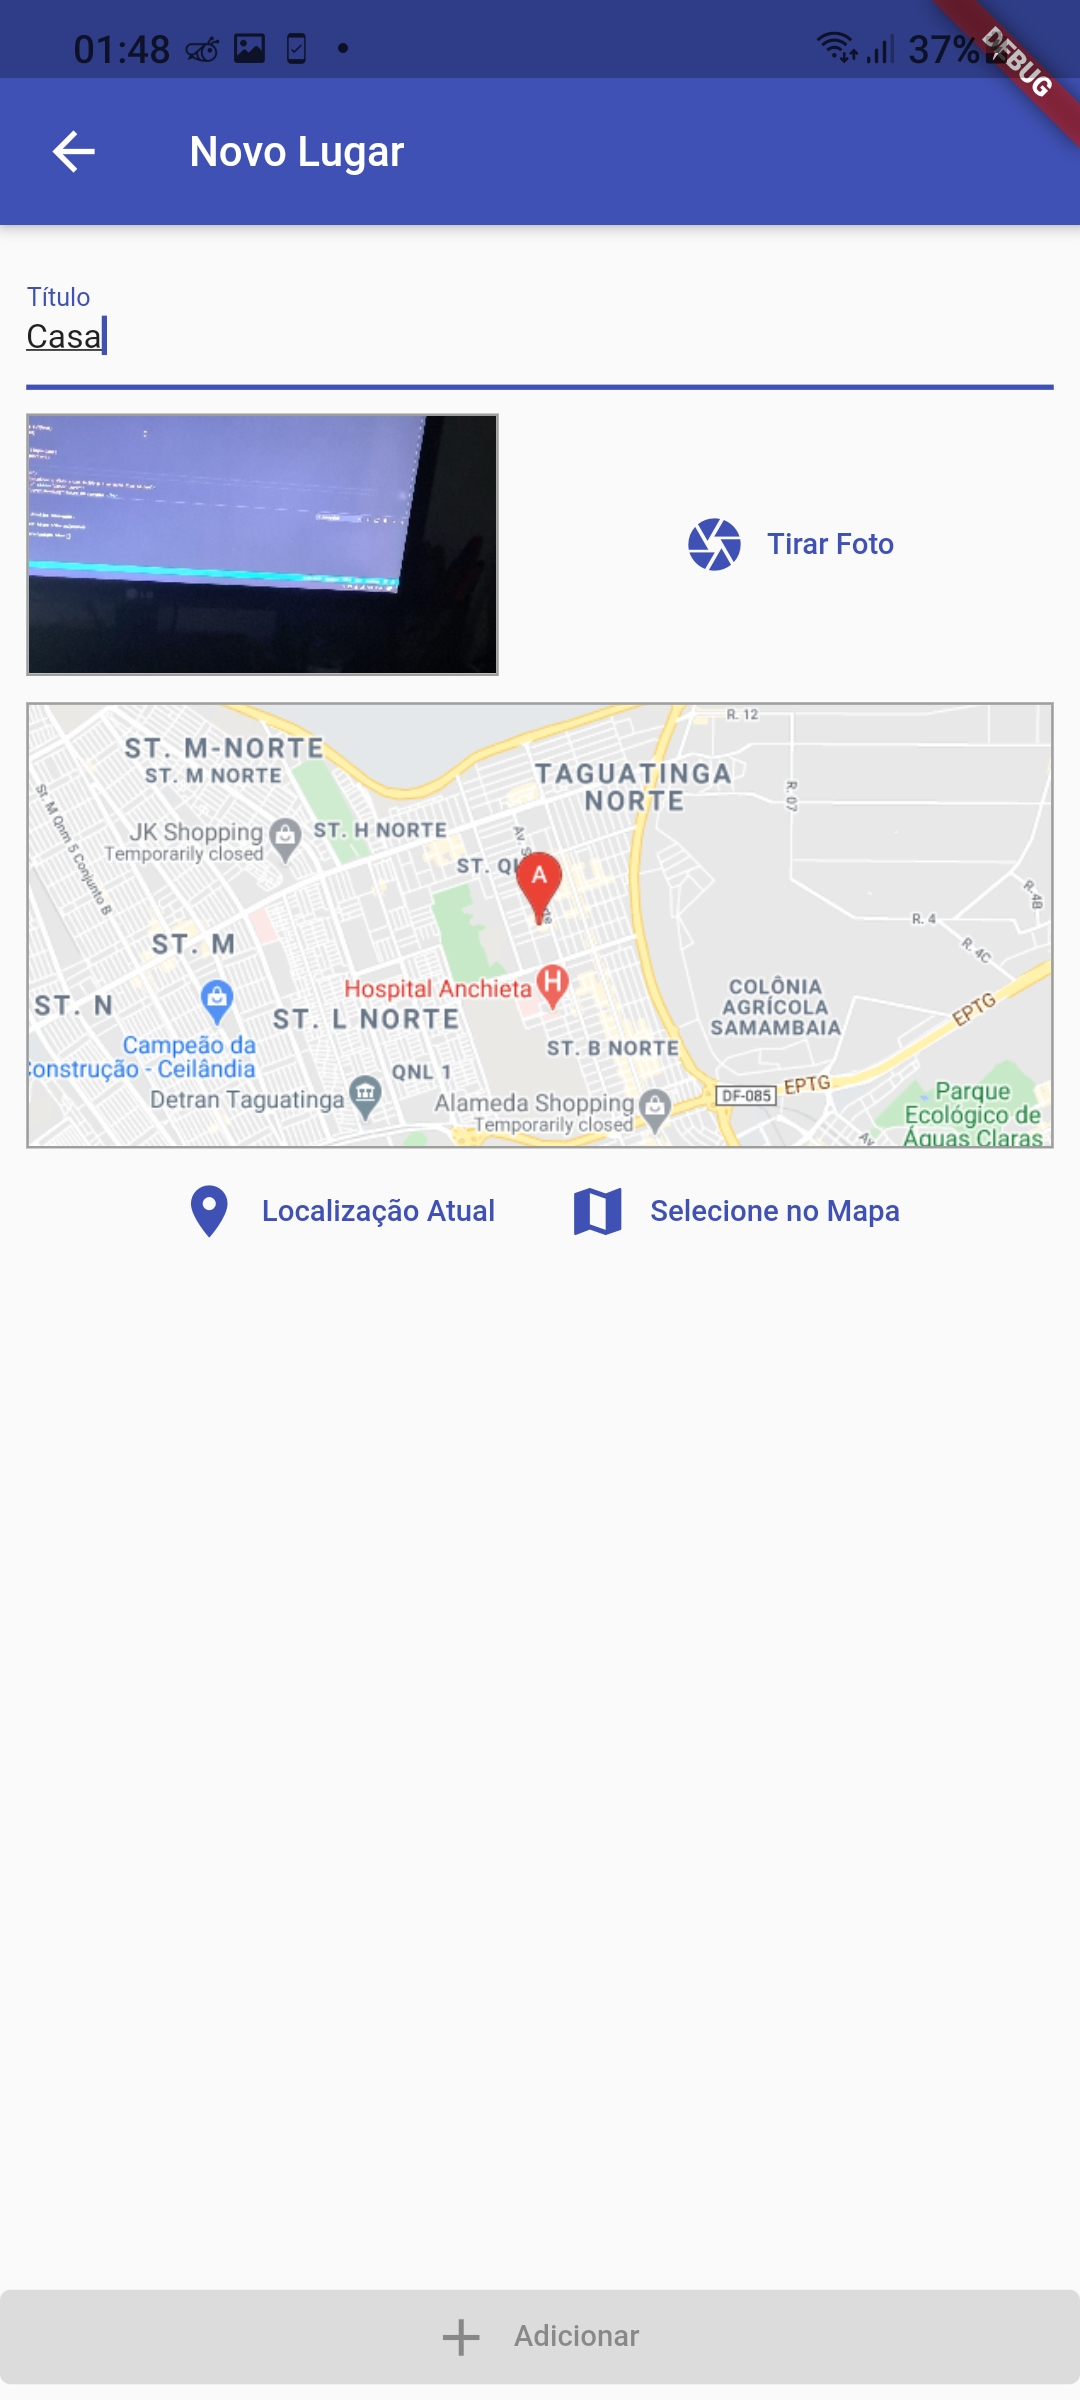 01:48
37%
DEBUG
Novo Lugar
Título
Casa
Tirar Foto
R. 12
ST. M-NORTE
ST. M NORTE
TAGUATINGA
NORTE
R. 07
St. M Qnm 5 Conjunto B
JK Shopping
Temporarily closed
ST. H NORTE
Av
ST. QI
A
R. 4B
R. 4
R. 4C
ST. M
Hospital Anchieta
H
COLÔNIA
AGRÍCOLA
SAMAMBAIA
EPTG
ST. N
ST. L NORTE
ST. B NORTE
Campeão da
Construção - Ceilândia
QNL 1
EPTG
DF-085
Detran Taguatinga
Alameda Shopping
Temporarily closed
Parque
Ecológico de
Águas Claras
Av
Localização Atual
Selecione no Mapa
Adicionar